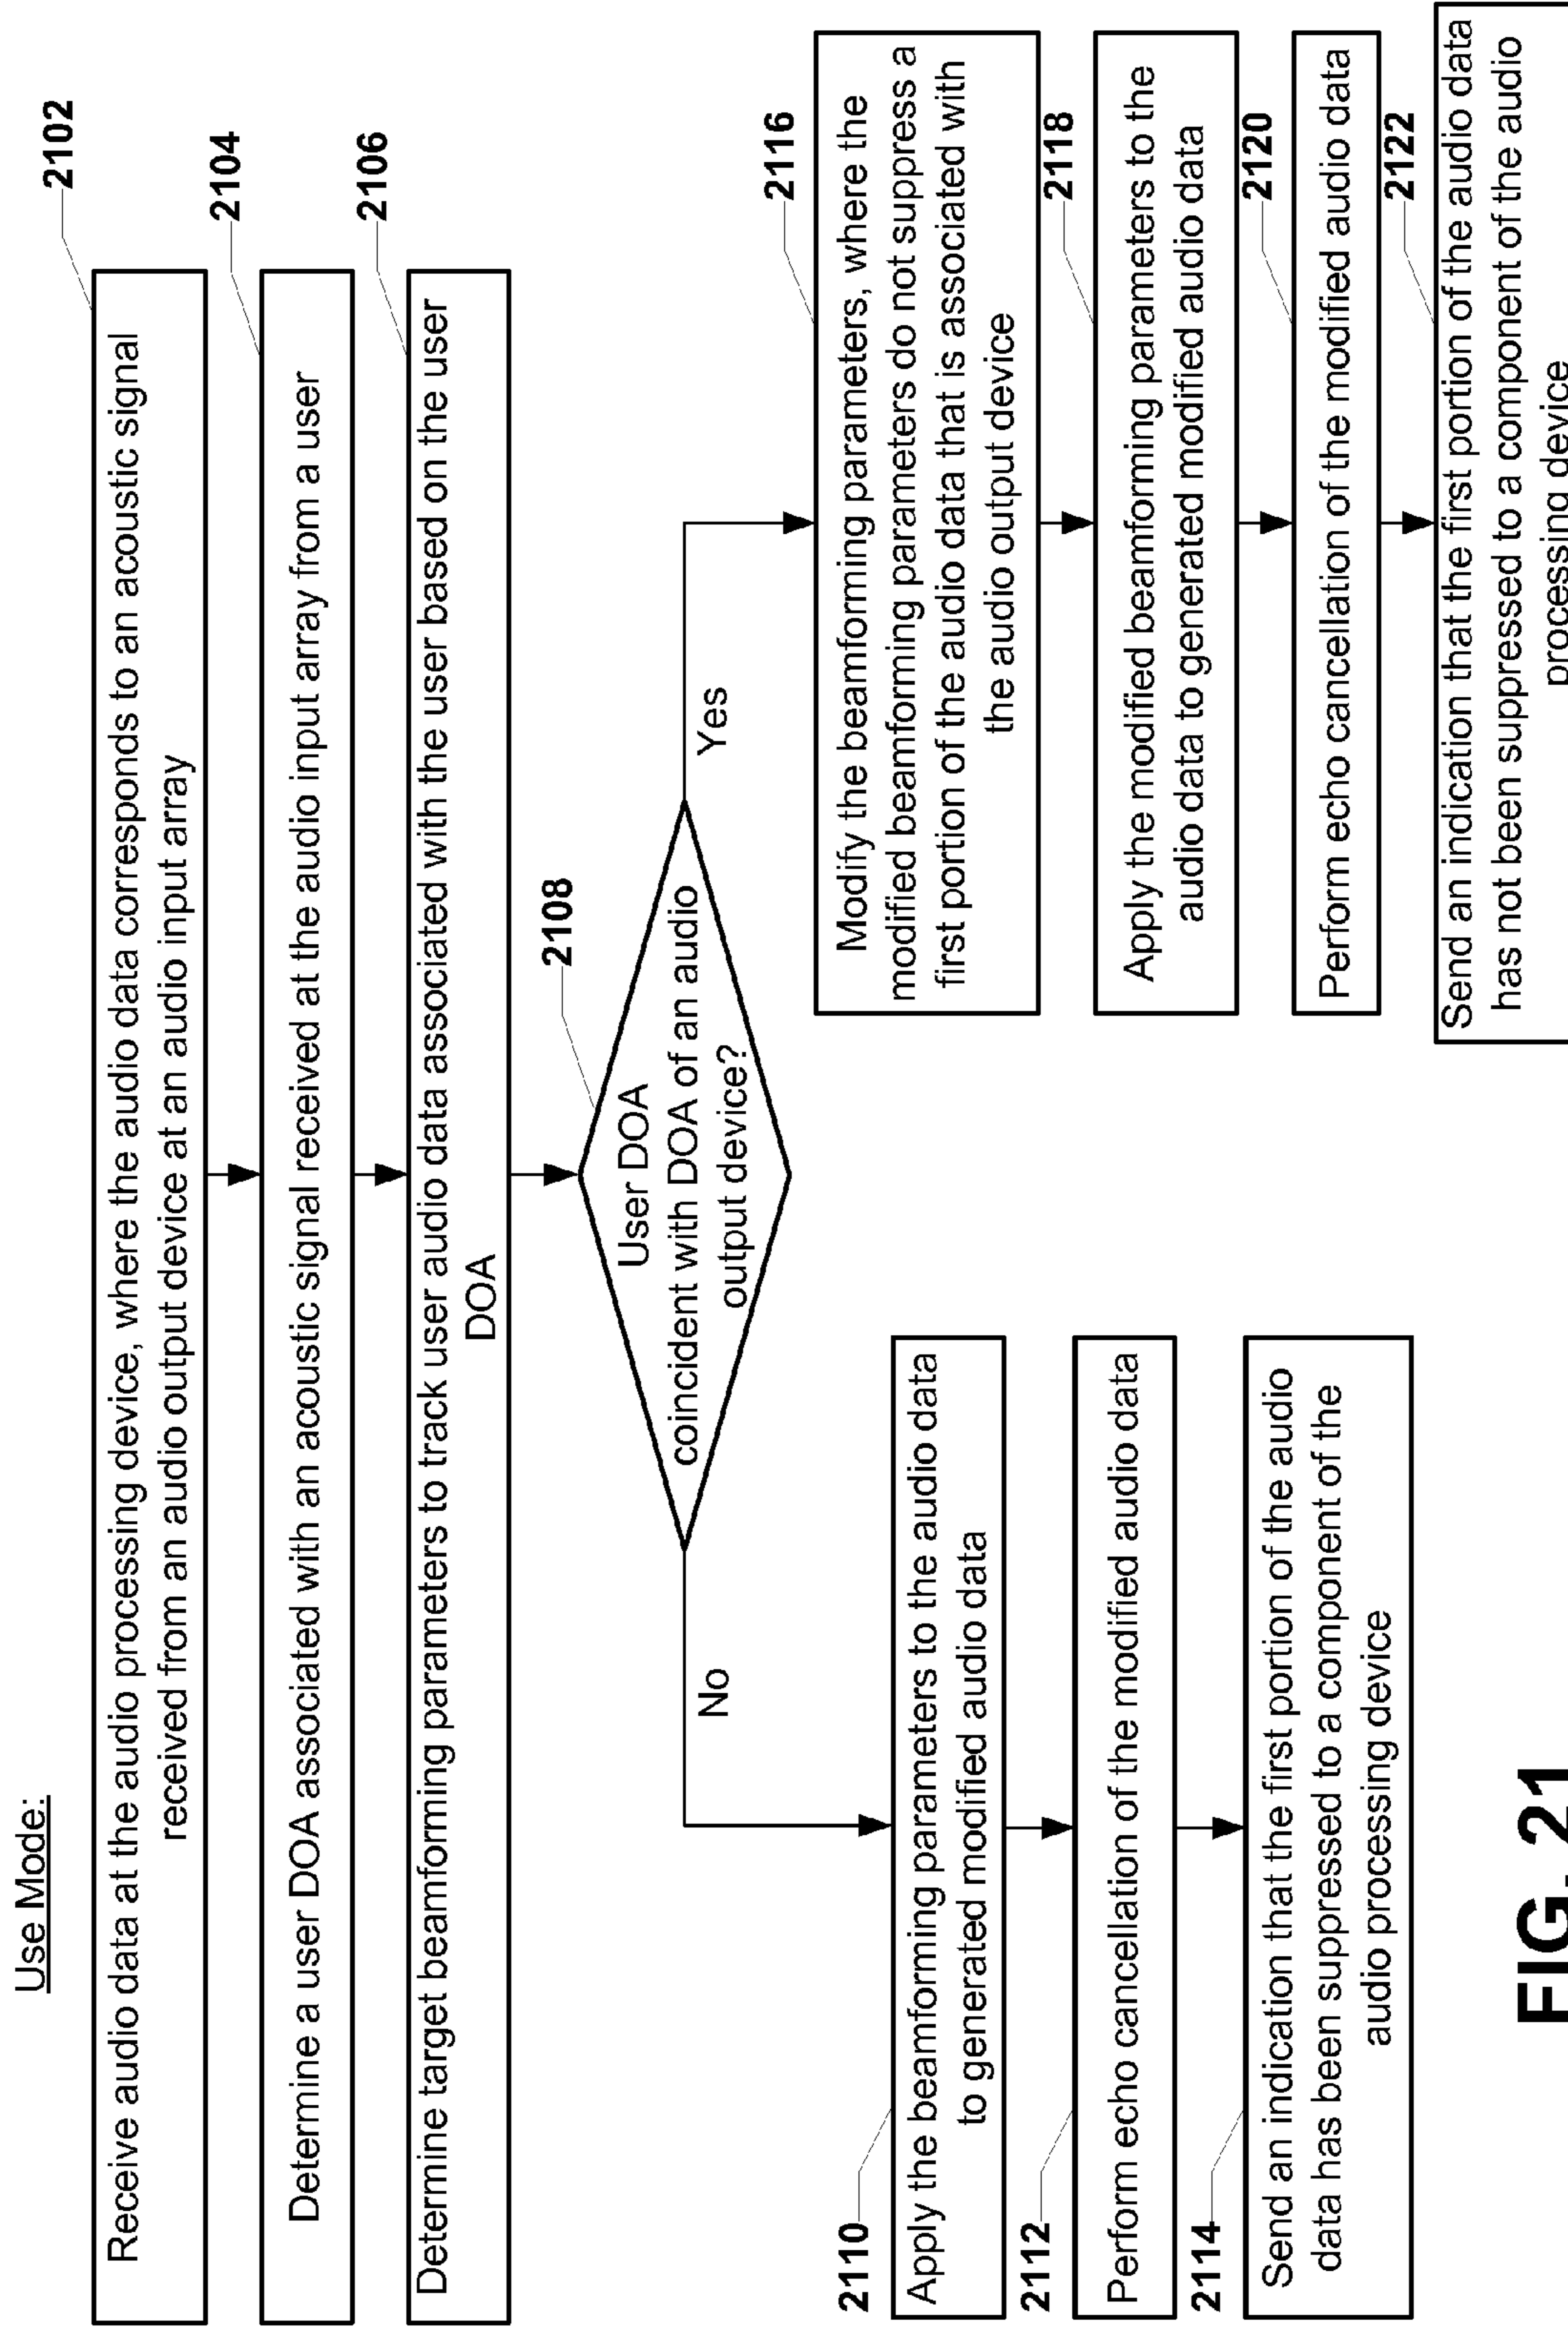 Use Mode:
2102
Receive audio data at the audio processing device, where the audio data corresponds to an acoustic signal
received from an audio output device at an audio input array
2104
Determine a user DOA associated with an acoustic signal received at the audio input array from a user
2106
Determine target beamforming parameters to track user audio data associated with the user based on the user
DOA
2108
User DOA
coincident with DOA of an audio
output device?
No
Yes
2110
Apply the beamforming parameters to the audio data
to generated modified audio data
2112
Perform echo cancellation of the modified audio data
2114
Send an indication that the first portion of the audio
data has been suppressed to a component of the
audio processing device
2116
Modify the beamforming parameters, where the
modified beamforming parameters do not suppress a
first portion of the audio data that is associated with
the audio output device
2118
Apply the modified beamforming parameters to the
audio data to generated modified audio data
2120
Perform echo cancellation of the modified audio data
2122
Send an indication that the first portion of the audio data
has not been suppressed to a component of the audio
processing device
FIG. 21